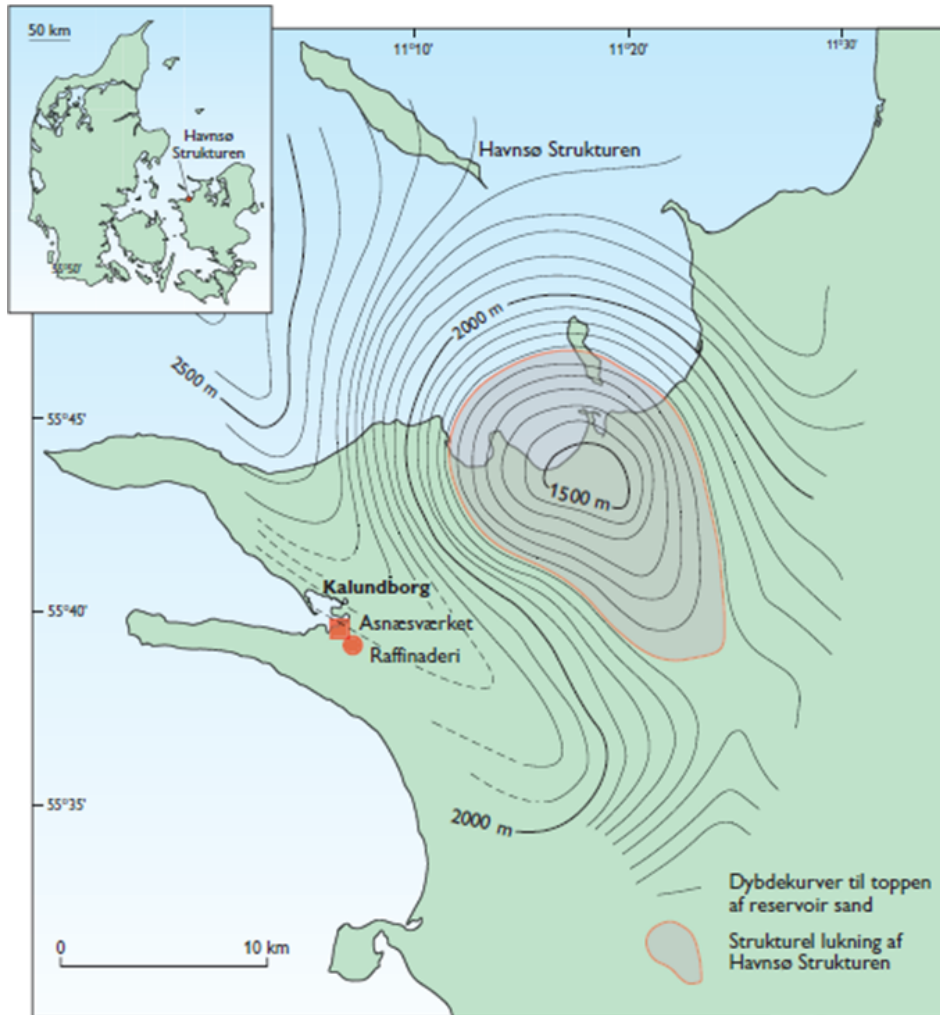 50 km
Havnsø
Strukturen
55°50'
11°10'
11°20'
11°30'
Havnsø Strukturen
2000 m
2500 m
55°45'
1500 m
Kalundborg
55°40'
Asnæsværket
Raffinaderi
55°35'
2000 m
Dybdekurver til toppen
af reservoir sand
0
10 km
Strukturel lukning af
Havnsø Strukturen